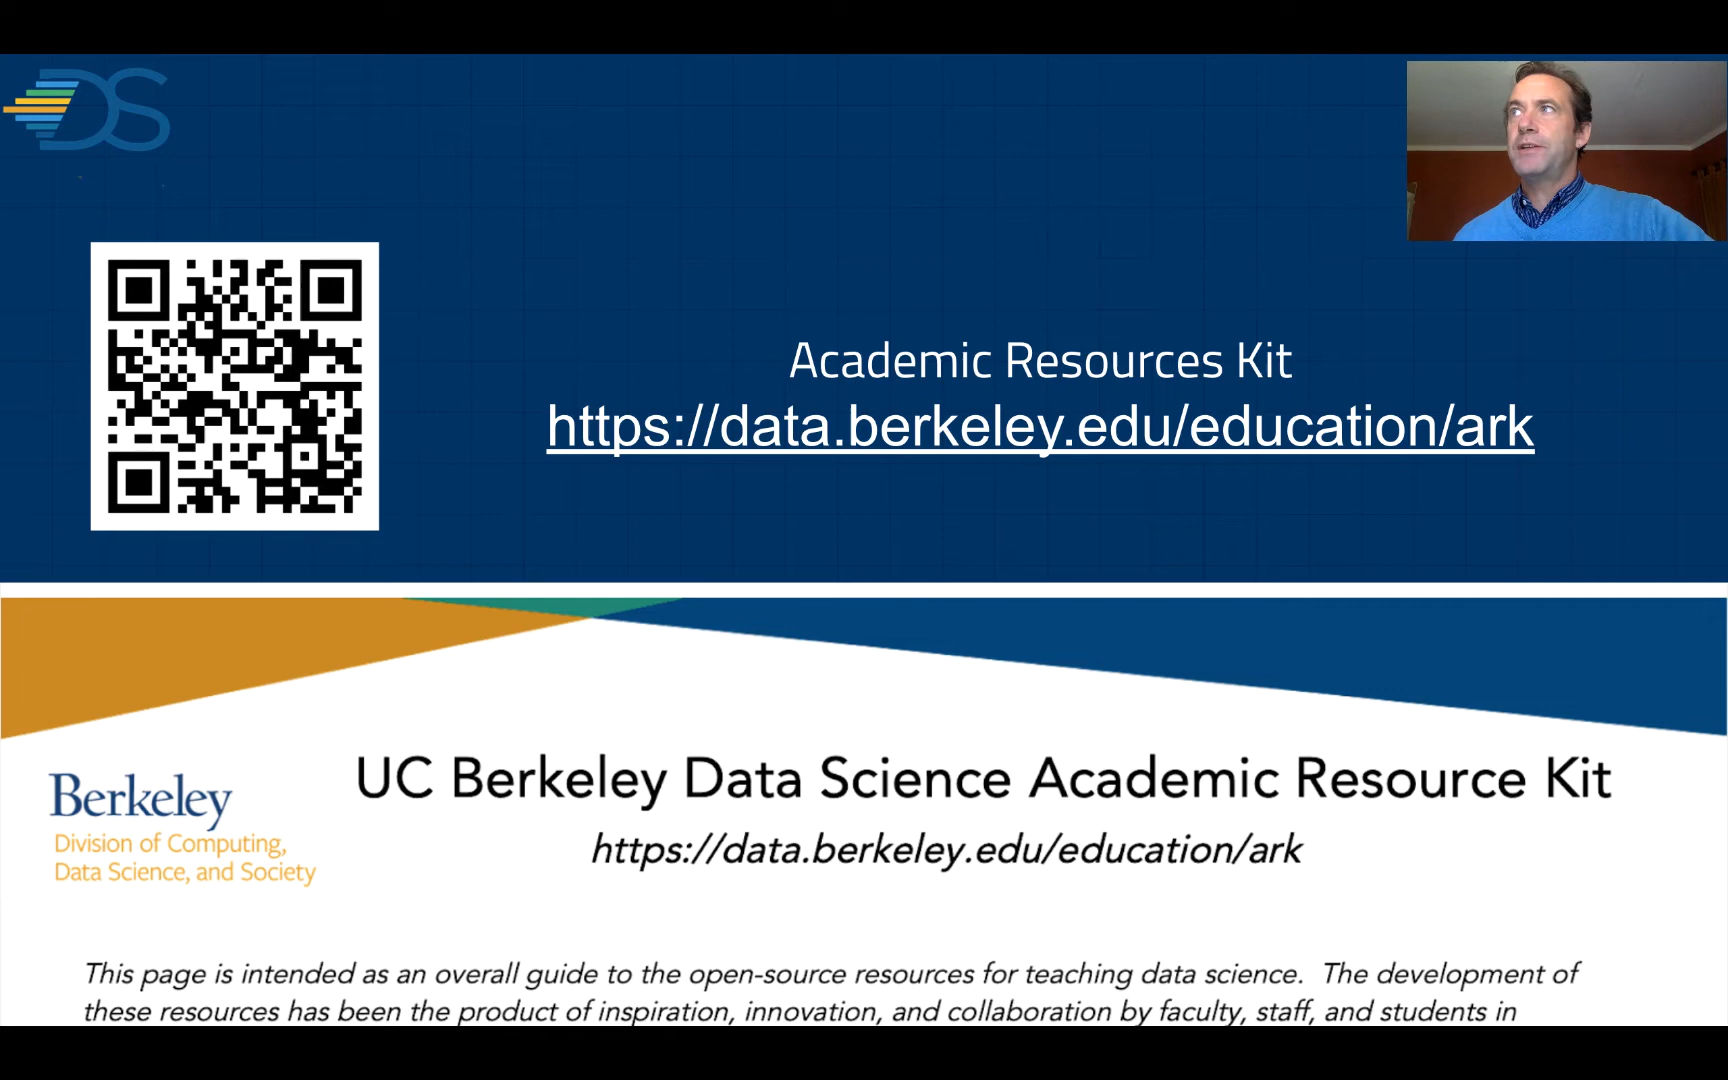 DS
Academic Resources Kit
https://data.berkeley.edu/education/ark
UC Berkeley Data Science Academic Resource Kit
https://data.berkeley.edu/education/ark
Berkeley
Division of Computing,
Data Science, and Society
This page is intended as an overall guide to the open-source resources for teaching data science.  The development of
these resources has been the product of inspiration, innovation, and collaboration by faculty, staff, and students in